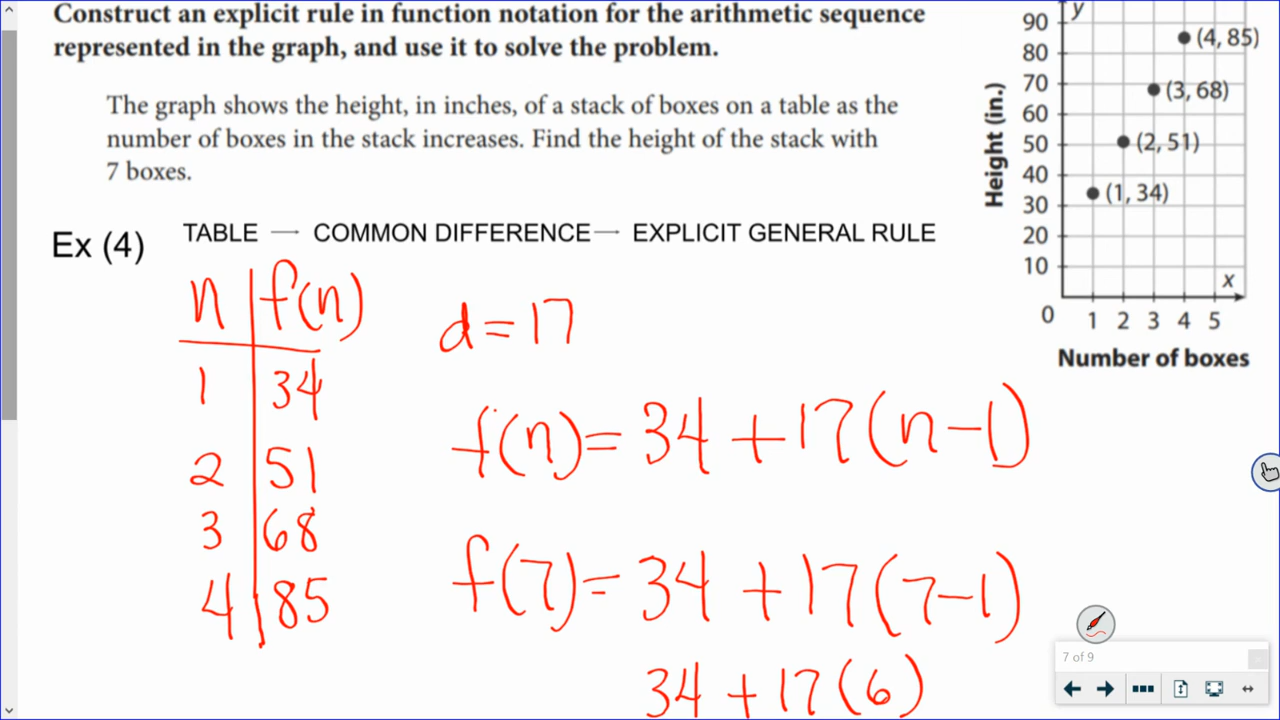 Construct an explicit rule in function notation for the arithmetic sequence
represented in the graph, and use it to solve the problem.
The graph shows the height, in inches, of a stack of boxes on a table as the
number of boxes in the stack increases. Find the height of the stack with
7 boxes.
y
90
80
70
60
50
40
30
20
10
0
1 2 3 4 5
x
(4, 85)
(3, 68)
(2, 51)
(1, 34)
Height (in.)
Number of boxes
Ex (4)
TABLE → COMMON DIFFERENCE → EXPLICIT GENERAL RULE
n f(n)
1 34
2 51
3 68
4 85
d = 17
f(n) = 34 + 17(n-1)
f(7) = 34 + 17(7-1)
34 + 17(6)
7 of 9